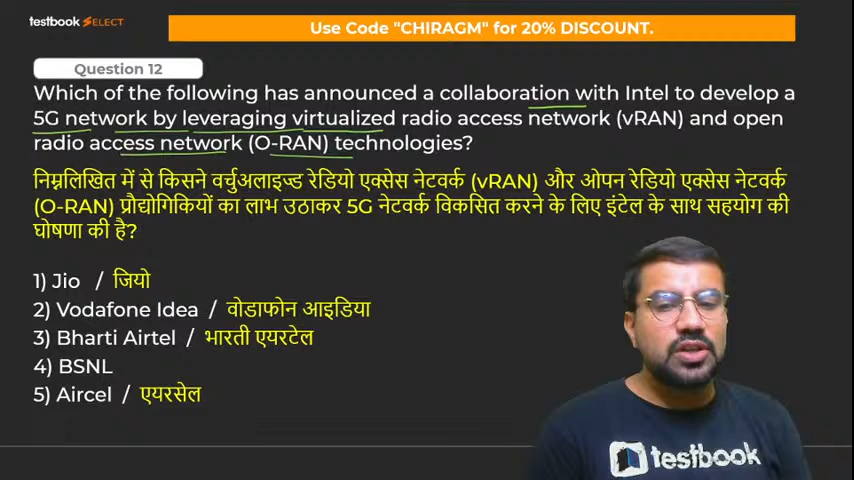 testbook SELECT
Use Code "CHIRAGM" for 20% DISCOUNT.
Question 12
Which of the following has announced a collaboration with Intel to develop a
5G network by leveraging virtualized radio access network (vRAN) and open
radio access network (O-RAN) technologies?
निम्नलिखित में से किसने वर्चुअलाइज्ड रेडियो एक्सेस नेटवर्क (vRAN) और ओपन रेडियो एक्सेस नेटवर्क
(O-RAN) प्रौद्योगिकियों का लाभ उठाकर 5G नेटवर्क विकसित करने के लिए इंटेल के साथ सहयोग की
घोषणा की है?
1) Jio / जियो
2) Vodafone Idea / वोडाफोन आइडिया
3) Bharti Airtel / भारती एयरटेल
4) BSNL
5) Aircel / एयरसेल
testbook